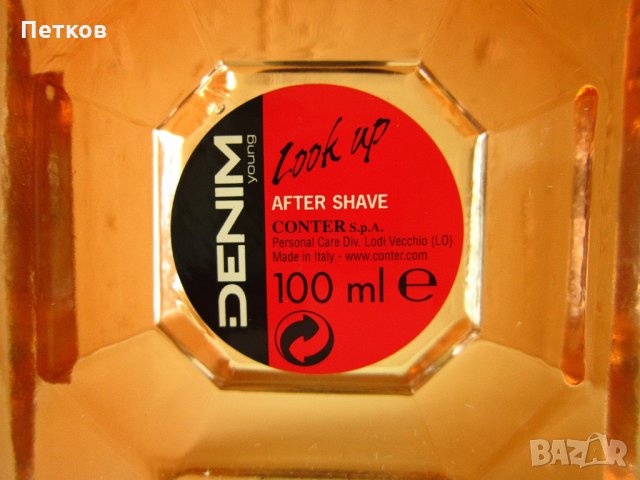 Петков
DENIM
young
Look up
AFTER SHAVE
CONTER S.p.A.
Personal Care Div. Lodi Vecchio (LO)
Made in Italy - www.conter.com
100 ml e
BAZAR